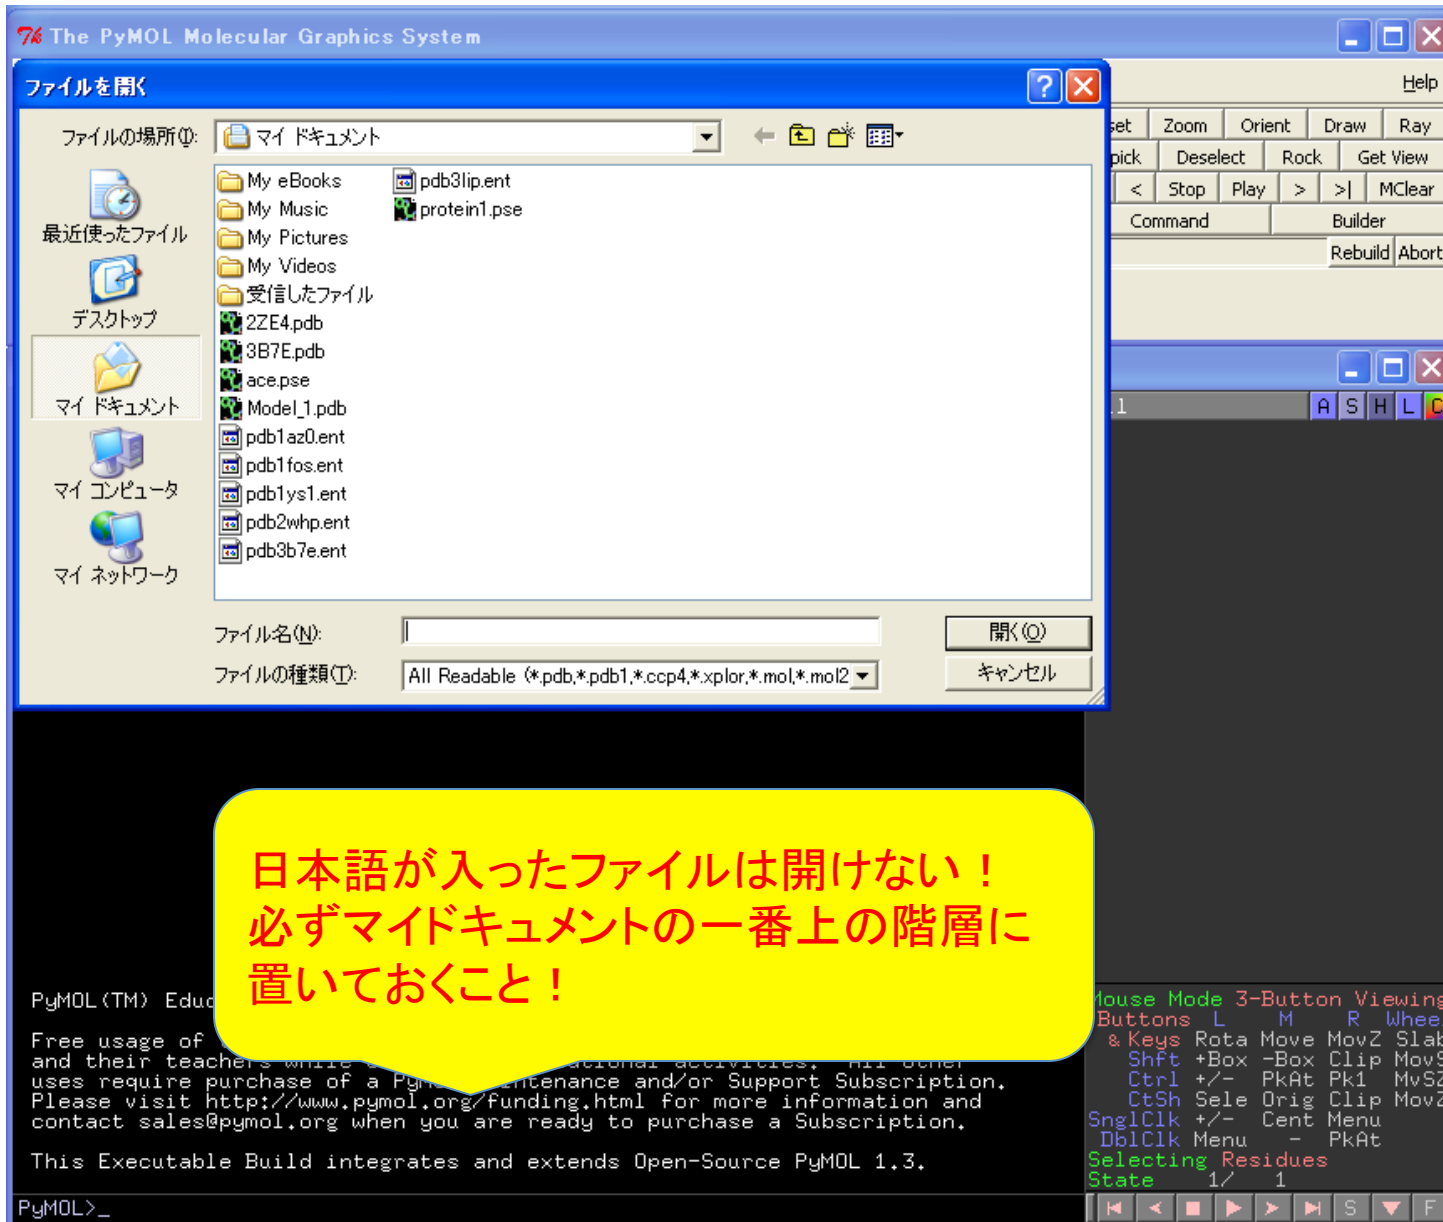 The PyMOL Molecular Graphics System
ファイルを開く
Help
ファイルの場所(I):
マイ ドキュメント
Zoom Orient Draw Ray
Deselect Rock Get View
< Stop Play > >| MClear
Command Builder
Rebuild Abort
最近使ったファイル
デスクトップ
マイ ドキュメント
マイ コンピュータ
マイ ネットワーク
My eBooks
My Music
My Pictures
My Videos
受信したファイル
2ZE4.pdb
3B7E.pdb
ace.pse
Model_1.pdb
pdb1az0.ent
pdb1fos.ent
pdb1ys1.ent
pdb2whp.ent
pdb3b7e.ent
pdb3lip.ent
protein1.pse
ファイル名(N):
開く(O)
ファイルの種類(T):
All Readable (*.pdb,*.pdb1,*.ccp4,*.xplor,*.mol,*.mol2
キャンセル
A S H L C
日本語が入ったファイルは開けない！
必ずマイドキュメントの一番上の階層に
置いておくこと！
PyMOL(TM)
Free usage of
and their teachers while
uses require purchase of a and/or Support Subscription.
Please visit http://www.pymol.org/funding.html for more information and
contact sales@pymol.org when you are ready to purchase a Subscription.
This Executable Build integrates and extends Open-Source PyMOL 1.3.
PyMOL>_
Mouse Mode 3-Button Viewing
Buttons L M R Wheel
& Keys Rota Move MovZ Slab
Shft +Box -Box Clip MovS
Ctrl +/- PkAt Pk1 MvSZ
CtSh Sele Orig Clip MovZ
SnglClk +/- Cent Menu
DblClk Menu - PkAt
Selecting Residues
State 1/ 1
S F